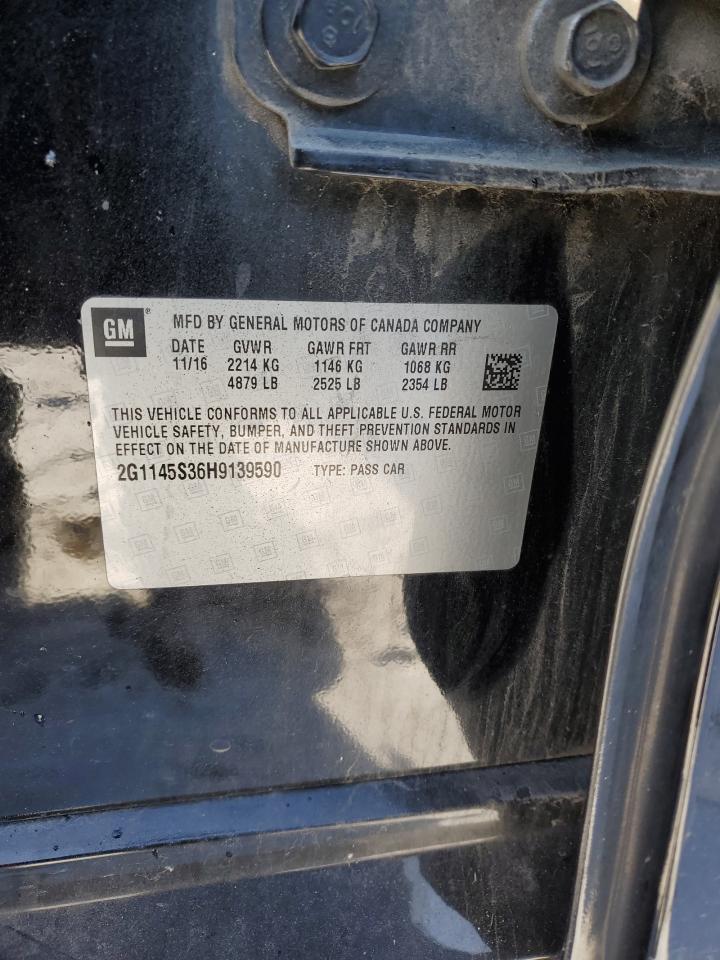 GM ® MFD BY GENERAL MOTORS OF CANADA COMPANY
DATE GVWR GAWR FRT GAWR RR
11/16 2214 KG 1146 KG 1068 KG
4879 LB 2525 LB 2354 LB
THIS VEHICLE CONFORMS TO ALL APPLICABLE U.S. FEDERAL MOTOR
VEHICLE SAFETY, BUMPER, AND THEFT PREVENTION STANDARDS IN
EFFECT ON THE DATE OF MANUFACTURE SHOWN ABOVE.
2G1145S36H9139590 TYPE: PASS CAR